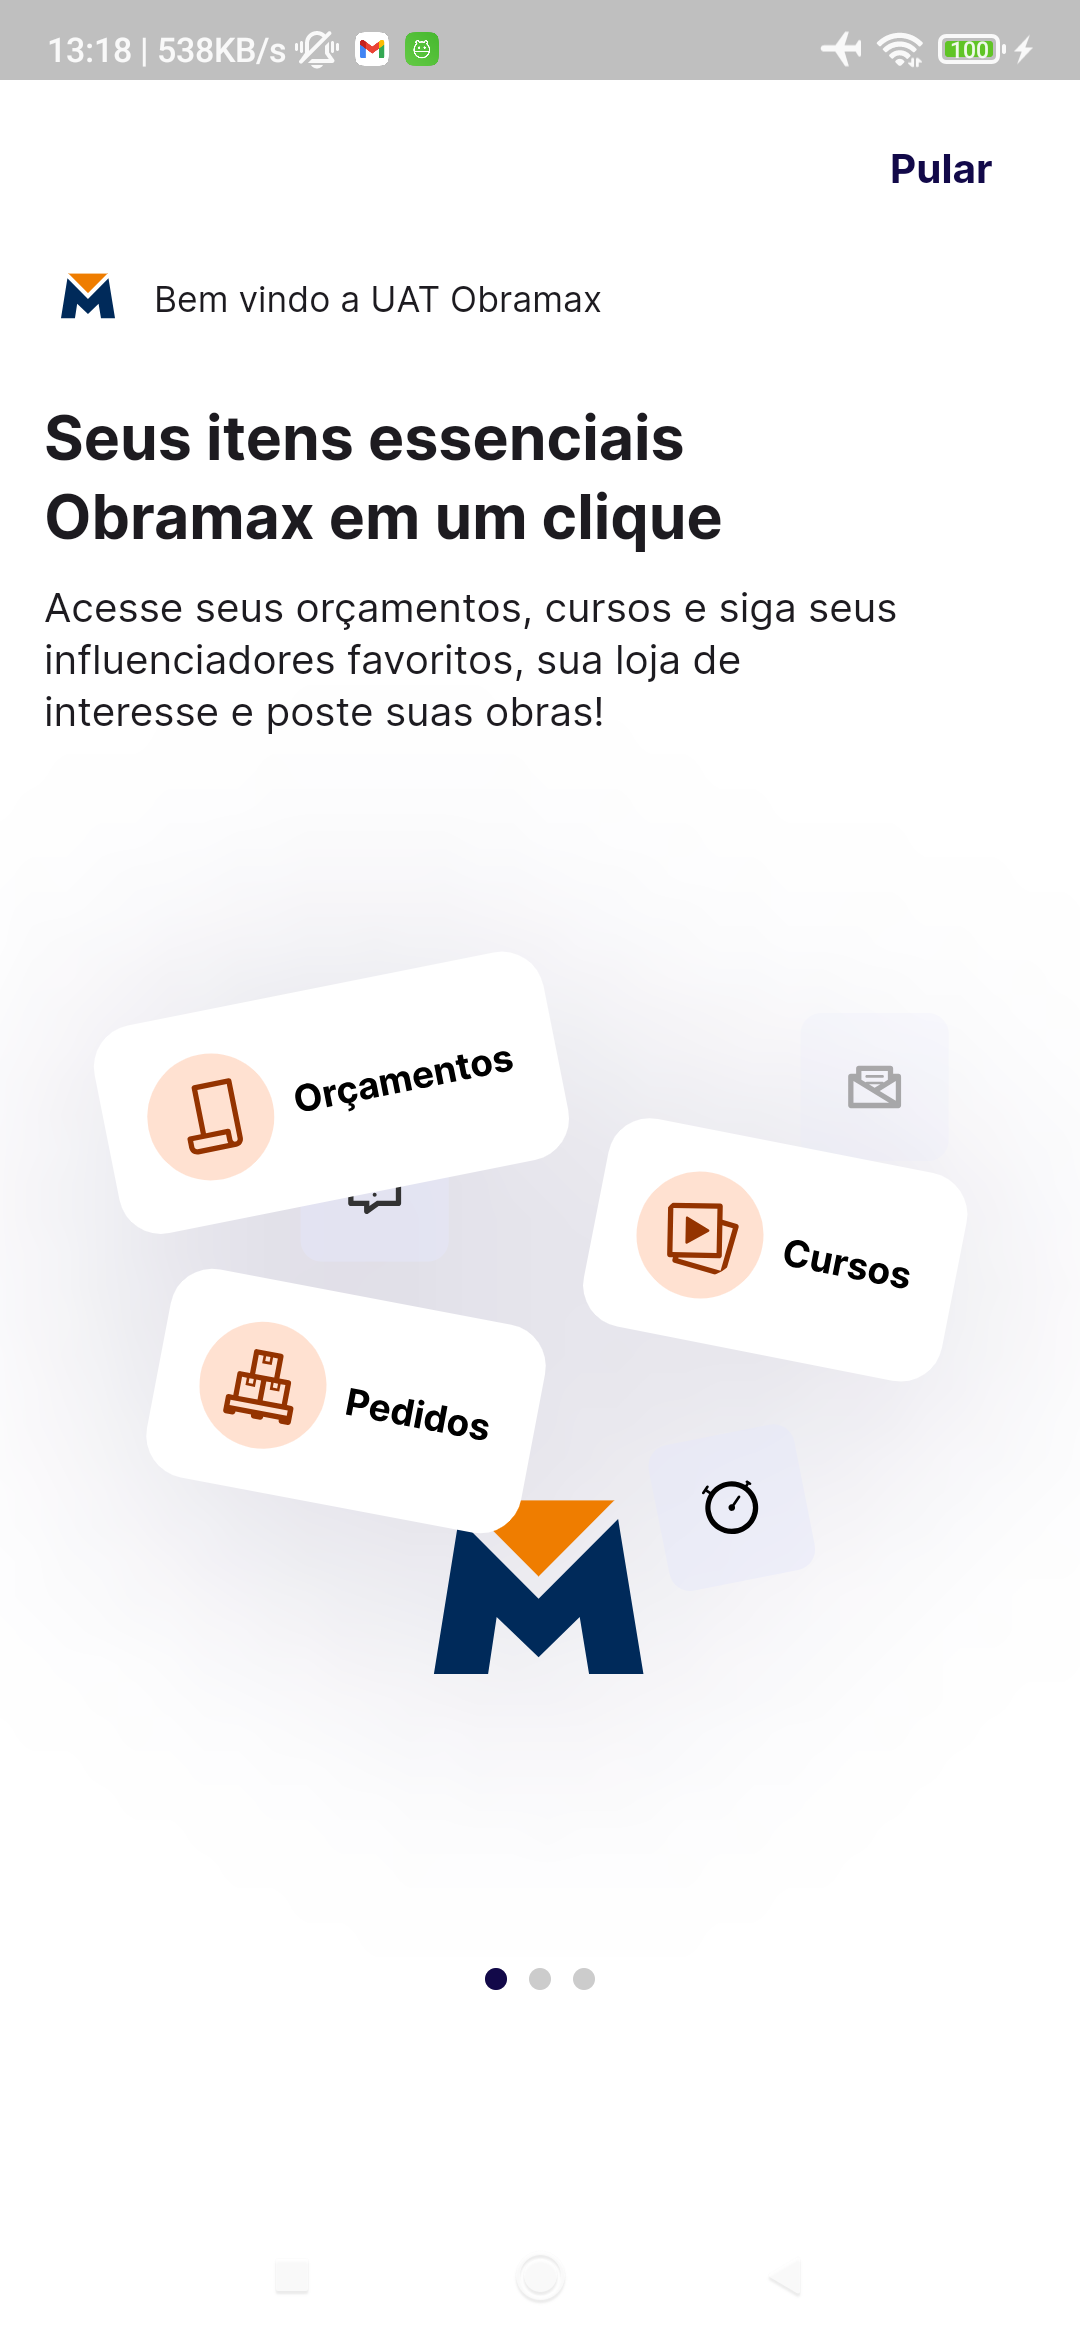 13:18 | 538KB/s
100
Pular
Bem vindo a UAT Obramax
Seus itens essenciais
Obramax em um clique
Acesse seus orçamentos, cursos e siga seus
influenciadores favoritos, sua loja de
interesse e poste suas obras!
Orçamentos
Cursos
Pedidos